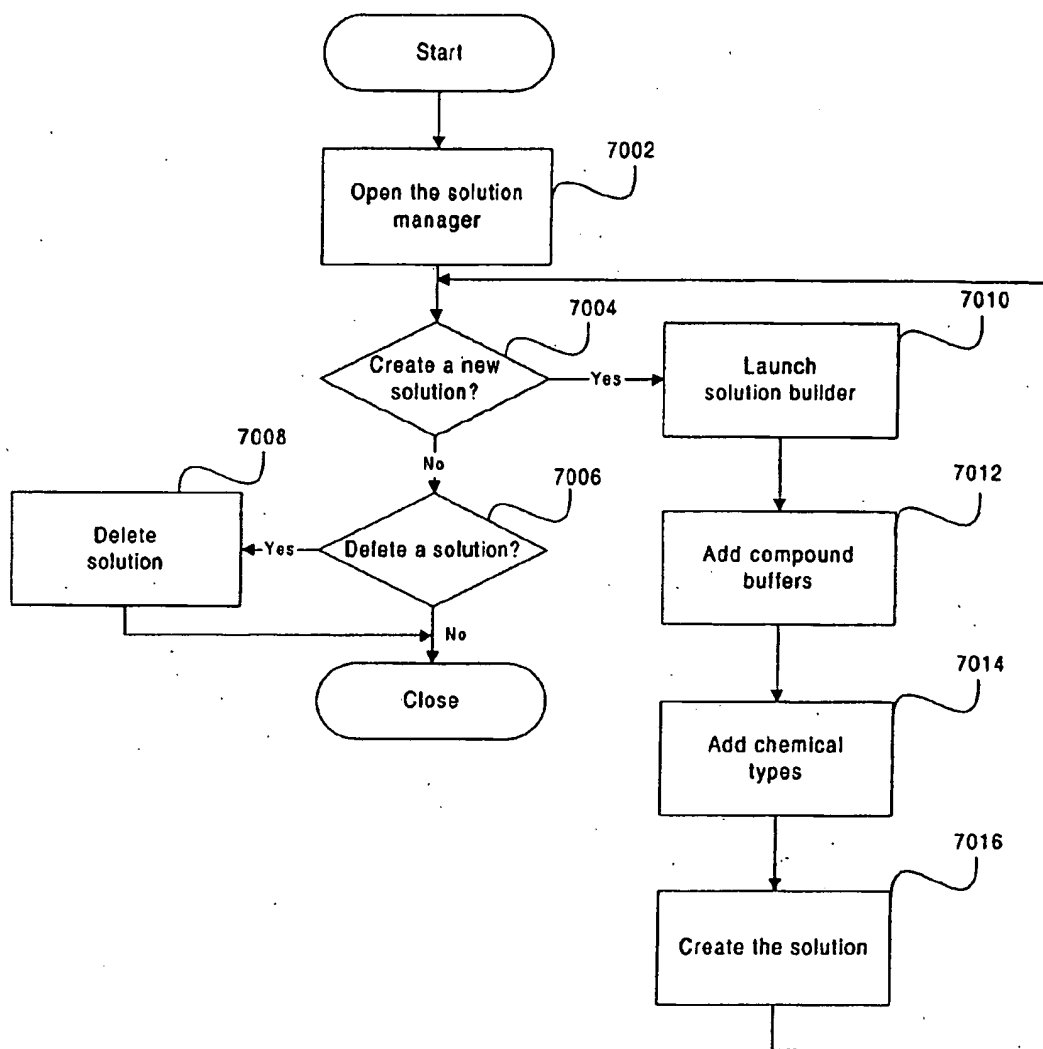 Start
7002
Open the solution
manager
7004
Create a new
solution?
Yes
7010
Launch
solution builder
No
7008
Delete
solution
7006
Delete a solution?
Yes
No
Close
7012
Add compound
buffers
7014
Add chemical
types
7016
Create the solution